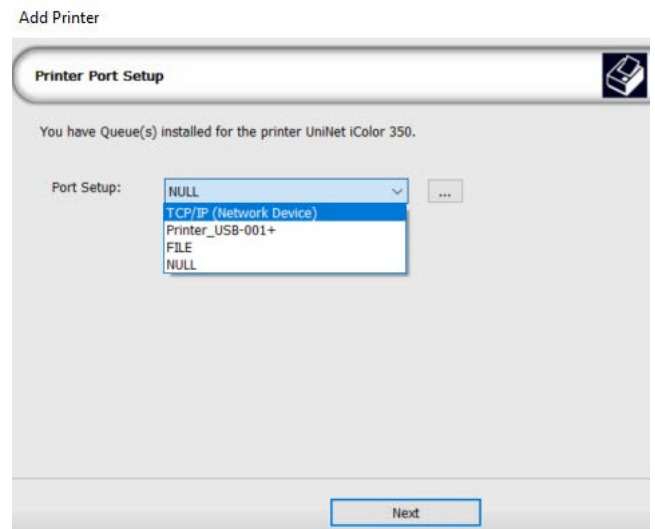 Add Printer
Printer Port Setup
You have Queue(s) installed for the printer UniNet iColor 350.
Port Setup:
NULL
...
TCP/IP (Network Device)
Printer_USB-001+
FILE
NULL
Next